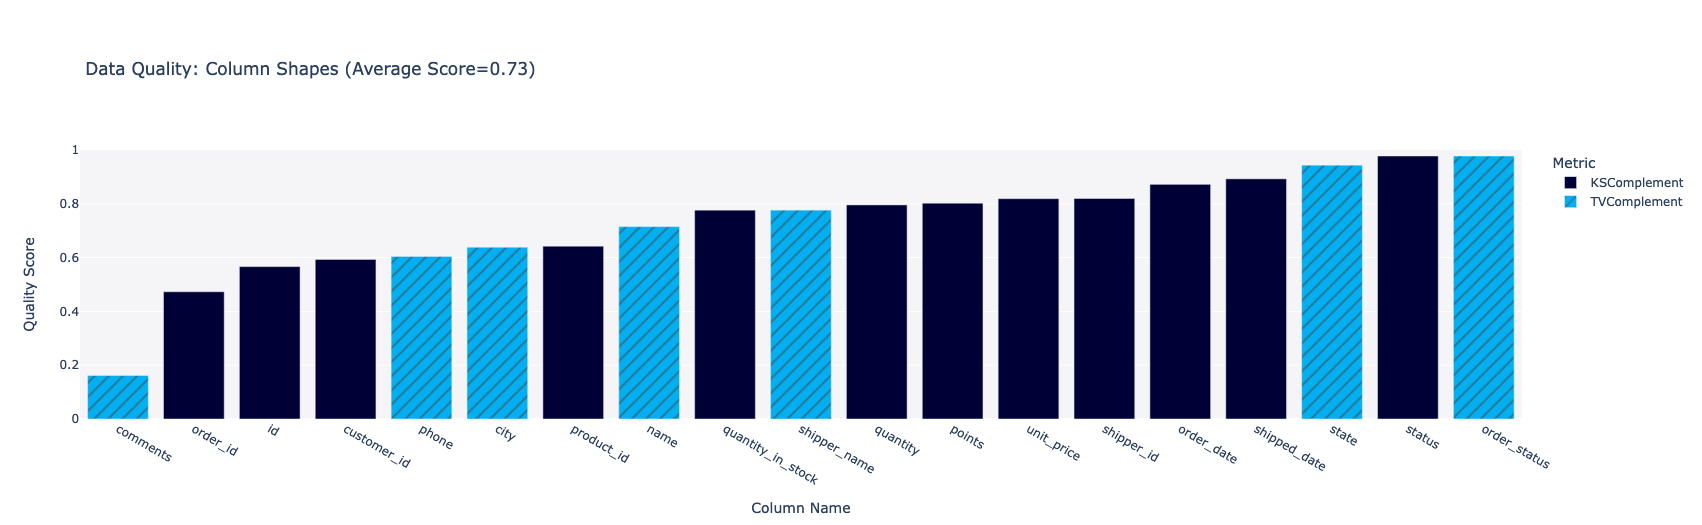 Data Quality: Column Shapes (Average Score=0.73)
Metric
KSComplement
TVComplement
Quality Score
1
0.8
0.6
0.4
0.2
0
comments
order_id
id
customer_id
phone
city
product_id
name
quantity_in_stock
shipper_name
quantity
points
unit_price
shipper_id
order_date
shipped_date
state
status
order_status
Column Name